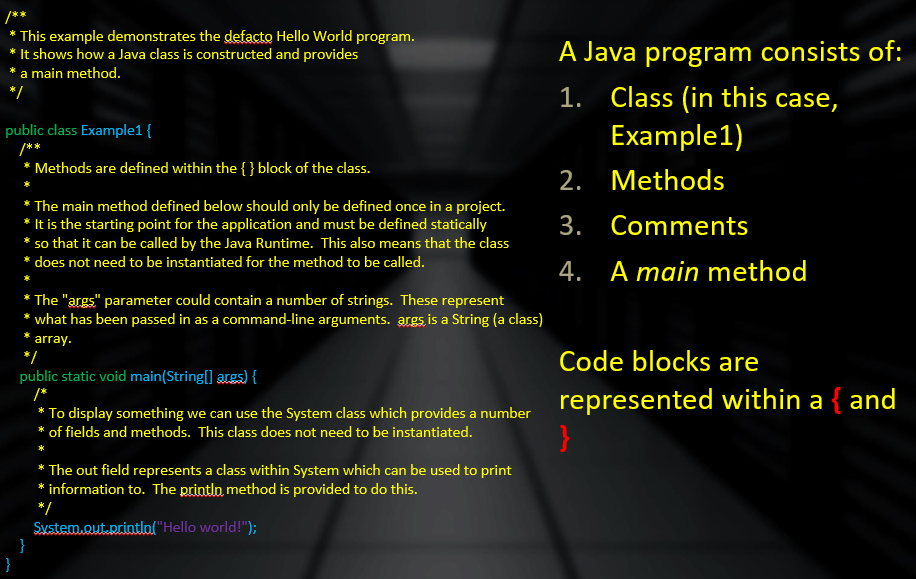 /**
 * This example demonstrates the defacto Hello World program.
 * It shows how a Java class is constructed and provides
 * a main method.
 */
public class Example1 {
/**
 * Methods are defined within the { } block of the class.
 *
 * The main method defined below should only be defined once in a project.
 * It is the starting point for the application and must be defined statically
 * so that it can be called by the Java Runtime.  This also means that the class
 * does not need to be instantiated for the method to be called.
 *
 * The "args" parameter could contain a number of strings.  These represent
 * what has been passed in as a command-line arguments.  args is a String (a class)
 * array.
 */
public static void main(String[] args) {
/*
 * To display something we can use the System class which provides a number
 * of fields and methods.  This class does not need to be instantiated.
 *
 * The out field represents a class within System which can be used to print
 * information to.  The println method is provided to do this.
 */
System.out.println("Hello world!");
}
}
A Java program consists of:
1. Class (in this case,
Example1)
2. Methods
3. Comments
4. A main method
Code blocks are
represented within a { and
}